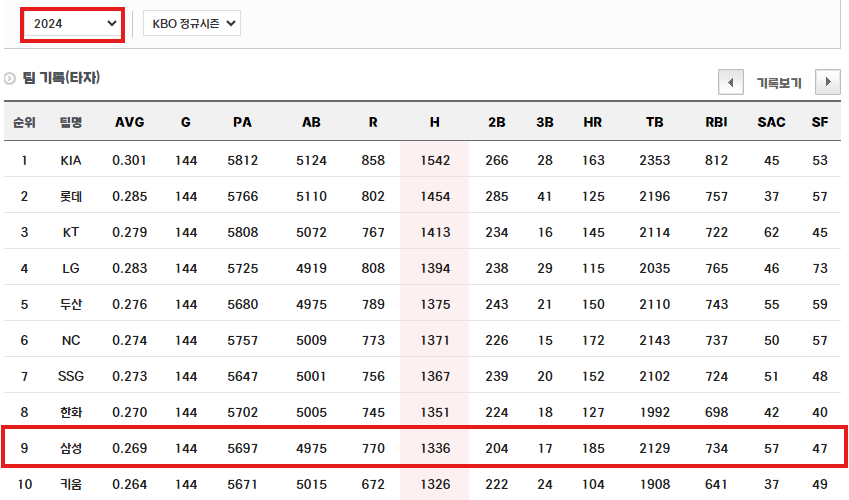 2024 KBO 정규시즌
팀 기록(타자) 기록보기
순위 팀명 AVG G PA AB R H 2B 3B HR TB RBI SAC SF
1 KIA 0.301 144 5812 5124 858 1542 266 28 163 2353 812 45 53
2 롯데 0.285 144 5766 5110 802 1454 285 41 125 2196 757 37 57
3 KT 0.279 144 5808 5072 767 1413 234 16 145 2114 722 62 45
4 LG 0.283 144 5725 4919 808 1394 238 29 115 2035 765 46 73
5 두산 0.276 144 5680 4975 789 1375 243 21 150 2110 743 55 59
6 NC 0.274 144 5757 5009 773 1371 226 15 172 2143 737 50 57
7 SSG 0.273 144 5647 5001 756 1367 239 20 152 2102 724 51 48
8 한화 0.270 144 5702 5005 745 1351 224 18 127 1992 698 42 40
9 삼성 0.269 144 5697 4975 770 1336 204 17 185 2129 734 57 47
10 키움 0.264 144 5671 5015 672 1326 222 24 104 1908 641 37 49